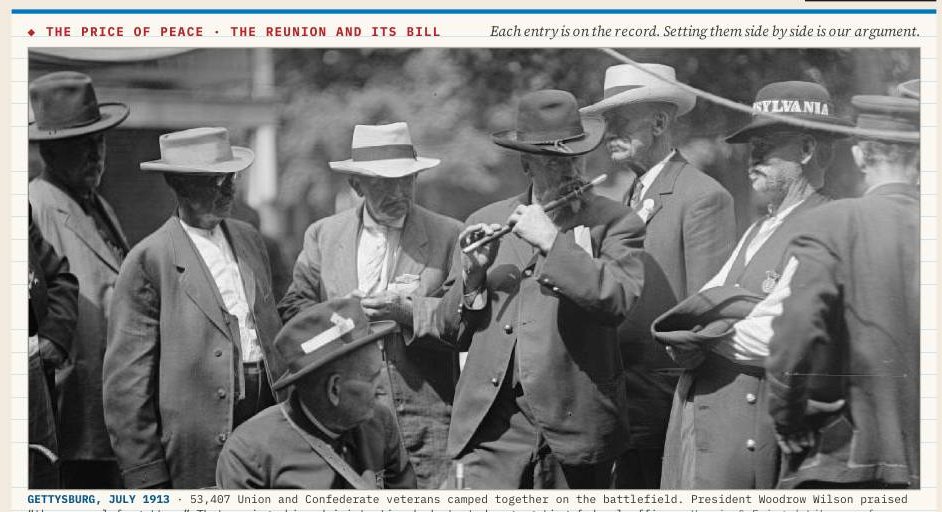 ◆ THE PRICE OF PEACE · THE REUNION AND ITS BILL
Each entry is on the record. Setting them side by side is our argument.
SYLVANIA
GETTYSBURG, JULY 1913 · 53,407 Union and Confederate veterans camped together on the battlefield. President Woodrow Wilson praised